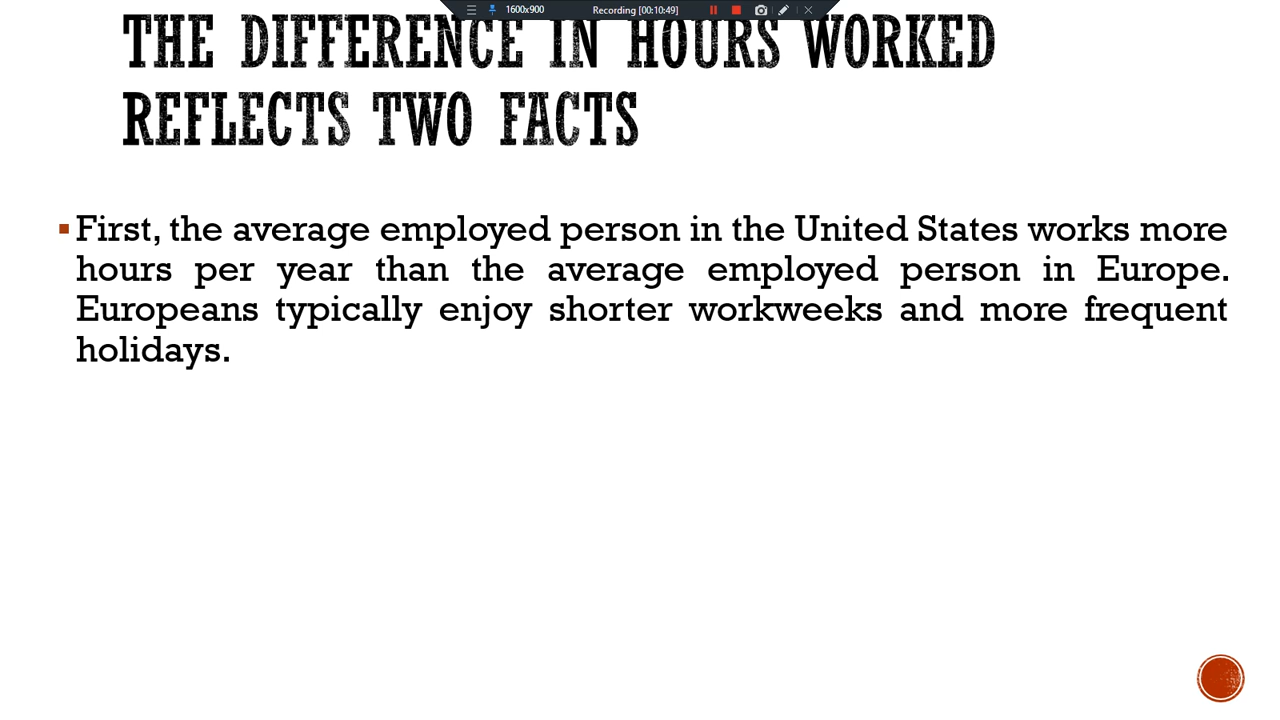 1600x900 Recording [00:10:49]
THE DIFFERENCE IN HOURS WORKED
REFLECTS TWO FACTS
First, the average employed person in the United States works more
hours per year than the average employed person in Europe.
Europeans typically enjoy shorter workweeks and more frequent
holidays.